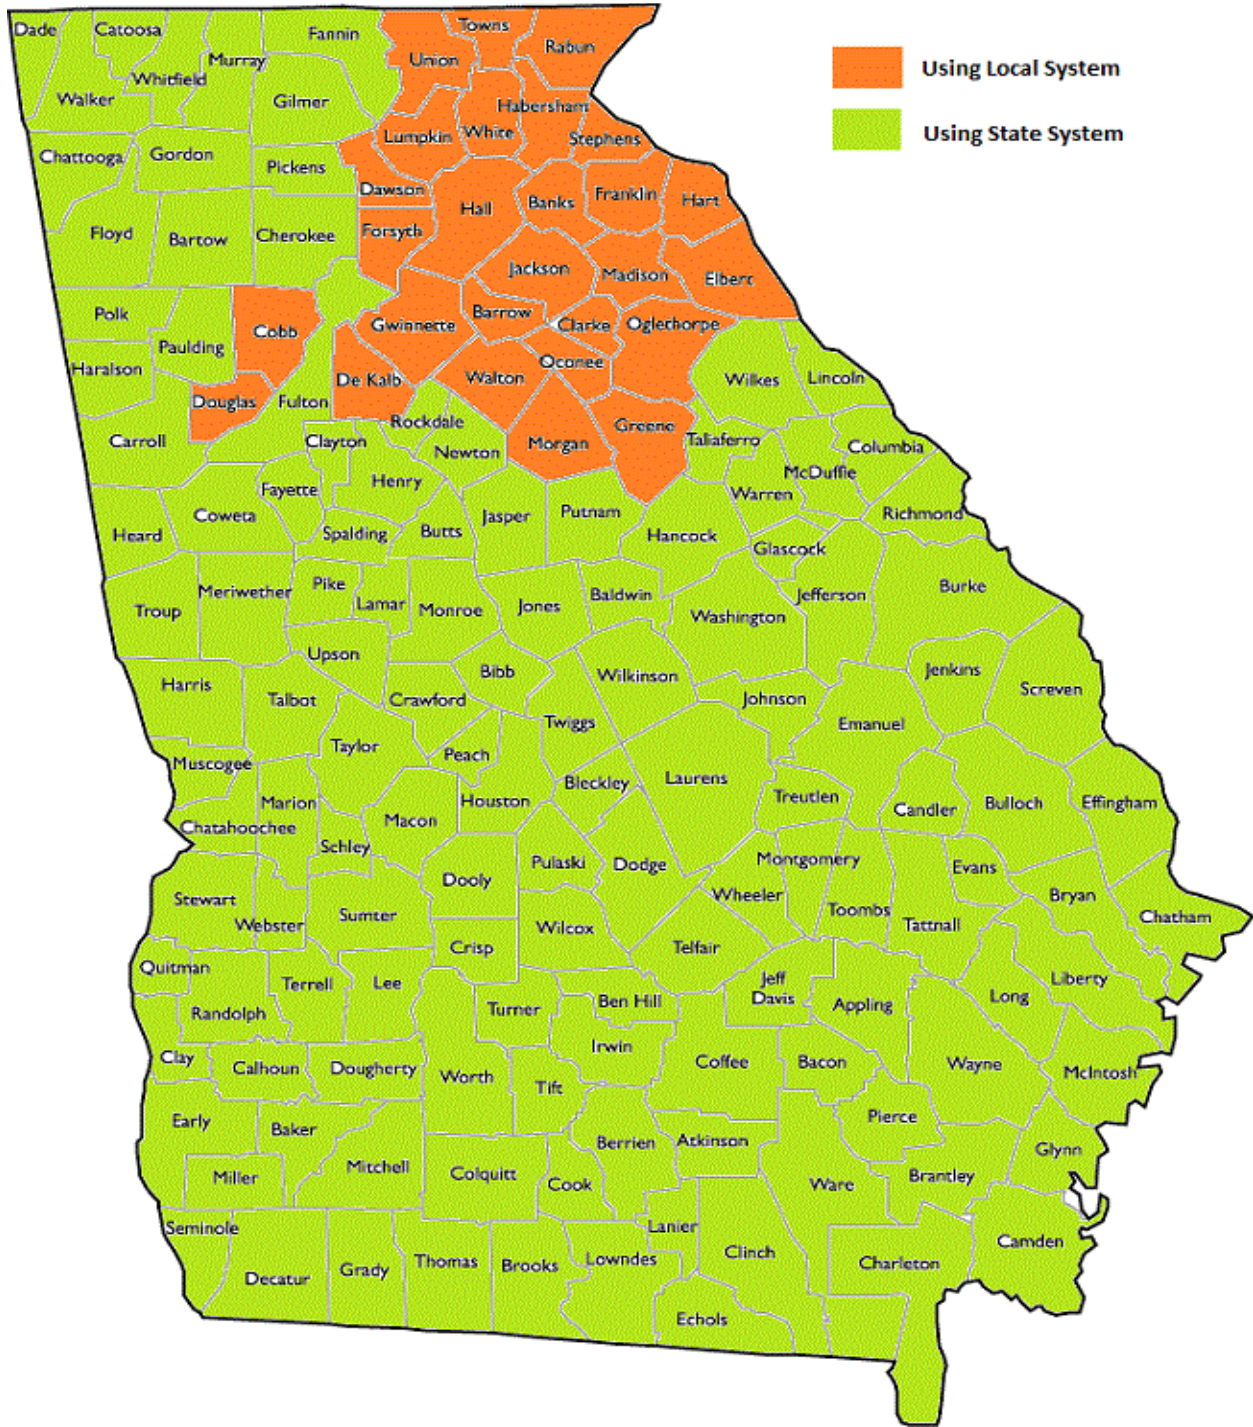 Dade
Catoosa
Fannin
Towns
Rabun
Union
Murray
Whitfield
Walker
Gilmer
Using Local System
Using State System
Habersham
Lumpkin
White
Stephens
Chattooga
Gordon
Pickens
Dawson
Hall
Banks
Franklin
Hart
Floyd
Bartow
Cherokee
Forsyth
Jackson
Madison
Elbert
Polk
Paulding
Cobb
Gwinnette
Barrow
Clarke
Oglethorpe
Haralson
De Kalb
Walton
Oconee
Wilkes
Lincoln
Douglas
Fulton
Carroll
Clayton
Rockdale
Newton
Morgan
Greene
Taliaferro
Columbia
McDuffie
Fayette
Henry
Warren
Coweta
Heard
Spalding
Butts
Jasper
Putnam
Hancock
Richmond
Glascock
Troup
Meriwether
Pike
Lamar
Monroe
Jones
Baldwin
Washington
Jefferson
Burke
Upson
Harris
Talbot
Crawford
Bibb
Wilkinson
Johnson
Jenkins
Screven
Emanuel
Twiggs
Taylor
Peach
Muscogee
Bleckley
Laurens
Treutlen
Candler
Bulloch
Effingham
Marion
Houston
Macon
Chatahoochee
Schley
Dooly
Pulaski
Dodge
Montgomery
Evans
Stewart
Webster
Sumter
Wilcox
Wheeler
Toombs
Tattnall
Bryan
Chatham
Crisp
Telfair
Quitman
Terrell
Lee
Randolph
Turner
Ben Hill
Jeff
Davis
Appling
Long
Liberty
Clay
Calhoun
Dougherty
Worth
Tift
Irwin
Coffee
Bacon
Wayne
McIntosh
Early
Baker
Berrien
Atkinson
Pierce
Glynn
Miller
Mitchell
Colquitt
Cook
Ware
Brantley
Seminole
Lanier
Decatur
Grady
Thomas
Brooks
Lowndes
Clinch
Charleton
Camden
Echols